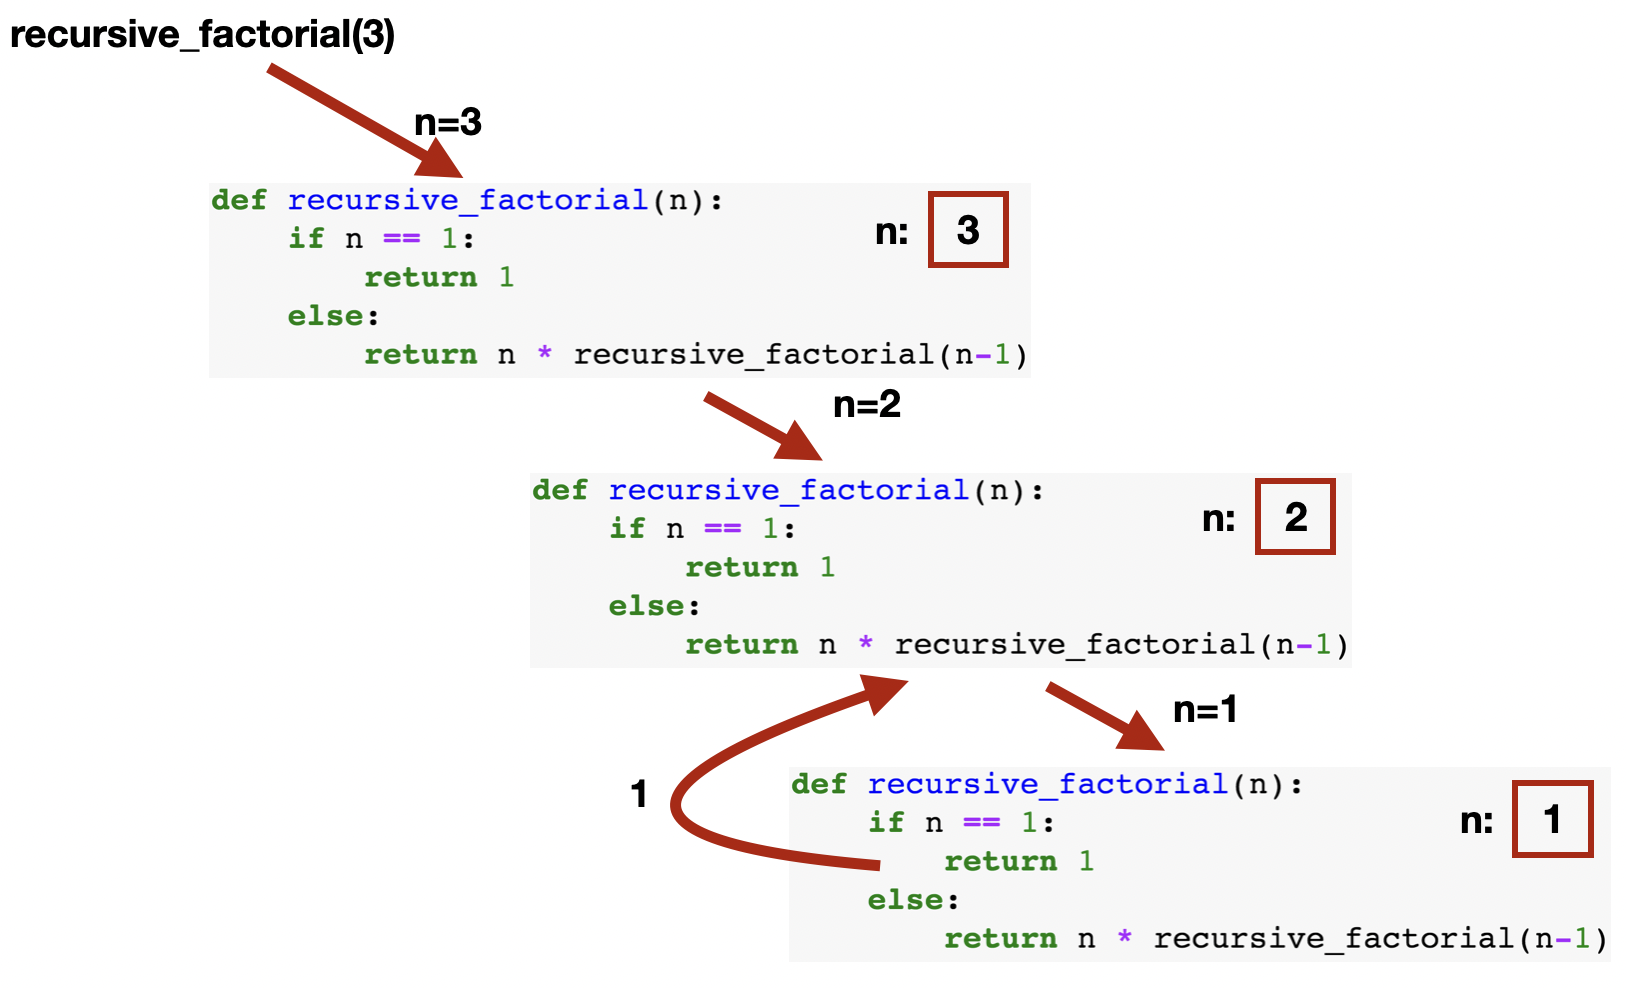 recursive_factorial(3)
n=3
def recursive_factorial(n):
    if n == 1:
        return 1
    else:
        return n * recursive_factorial(n-1)
n: 3
n=2
def recursive_factorial(n):
    if n == 1:
        return 1
    else:
        return n * recursive_factorial(n-1)
n: 2
n=1
1
def recursive_factorial(n):
    if n == 1:
        return 1
    else:
        return n * recursive_factorial(n-1)
n: 1